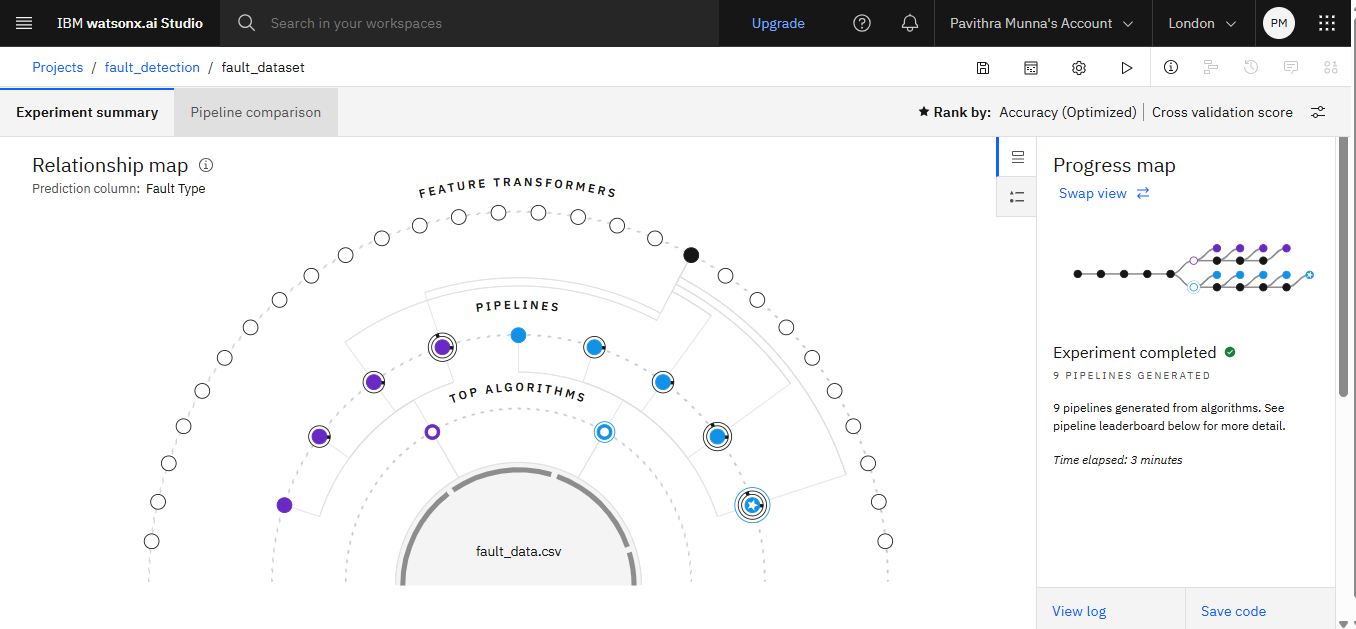 IBM watsonx.ai Studio
Search in your workspaces
Upgrade
Pavithra Munna's Account
London
PM
Projects / fault_detection / fault_dataset
Experiment summary
Pipeline comparison
Rank by: Accuracy (Optimized) | Cross validation score
Relationship map
Prediction column: Fault Type
FEATURE TRANSFORMERS
PIPELINES
TOP ALGORITHMS
fault_data.csv
Progress map
Swap view
Experiment completed
9 PIPELINES GENERATED
9 pipelines generated from algorithms. See
pipeline leaderboard below for more detail.
Time elapsed: 3 minutes
View log
Save code